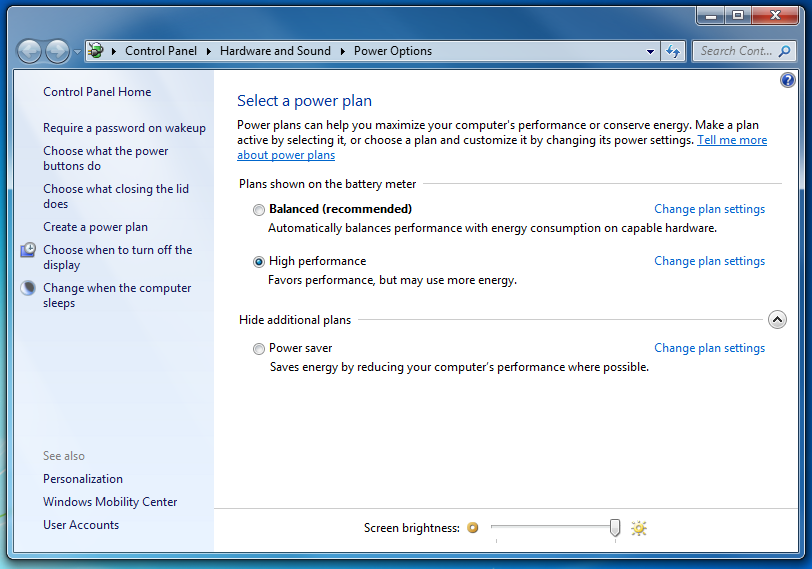 Control Panel ▸ Hardware and Sound ▸ Power Options
Search Cont...
Control Panel Home
Require a password on wakeup
Choose what the power
buttons do
Choose what closing the lid
does
Create a power plan
Choose when to turn off the
display
Change when the computer
sleeps
See also
Personalization
Windows Mobility Center
User Accounts
Select a power plan
Power plans can help you maximize your computer's performance or conserve energy. Make a plan
active by selecting it, or choose a plan and customize it by changing its power settings. Tell me more
about power plans
Plans shown on the battery meter
Balanced (recommended) Change plan settings
Automatically balances performance with energy consumption on capable hardware.
High performance Change plan settings
Favors performance, but may use more energy.
Hide additional plans
Power saver Change plan settings
Saves energy by reducing your computer's performance where possible.
Screen brightness: